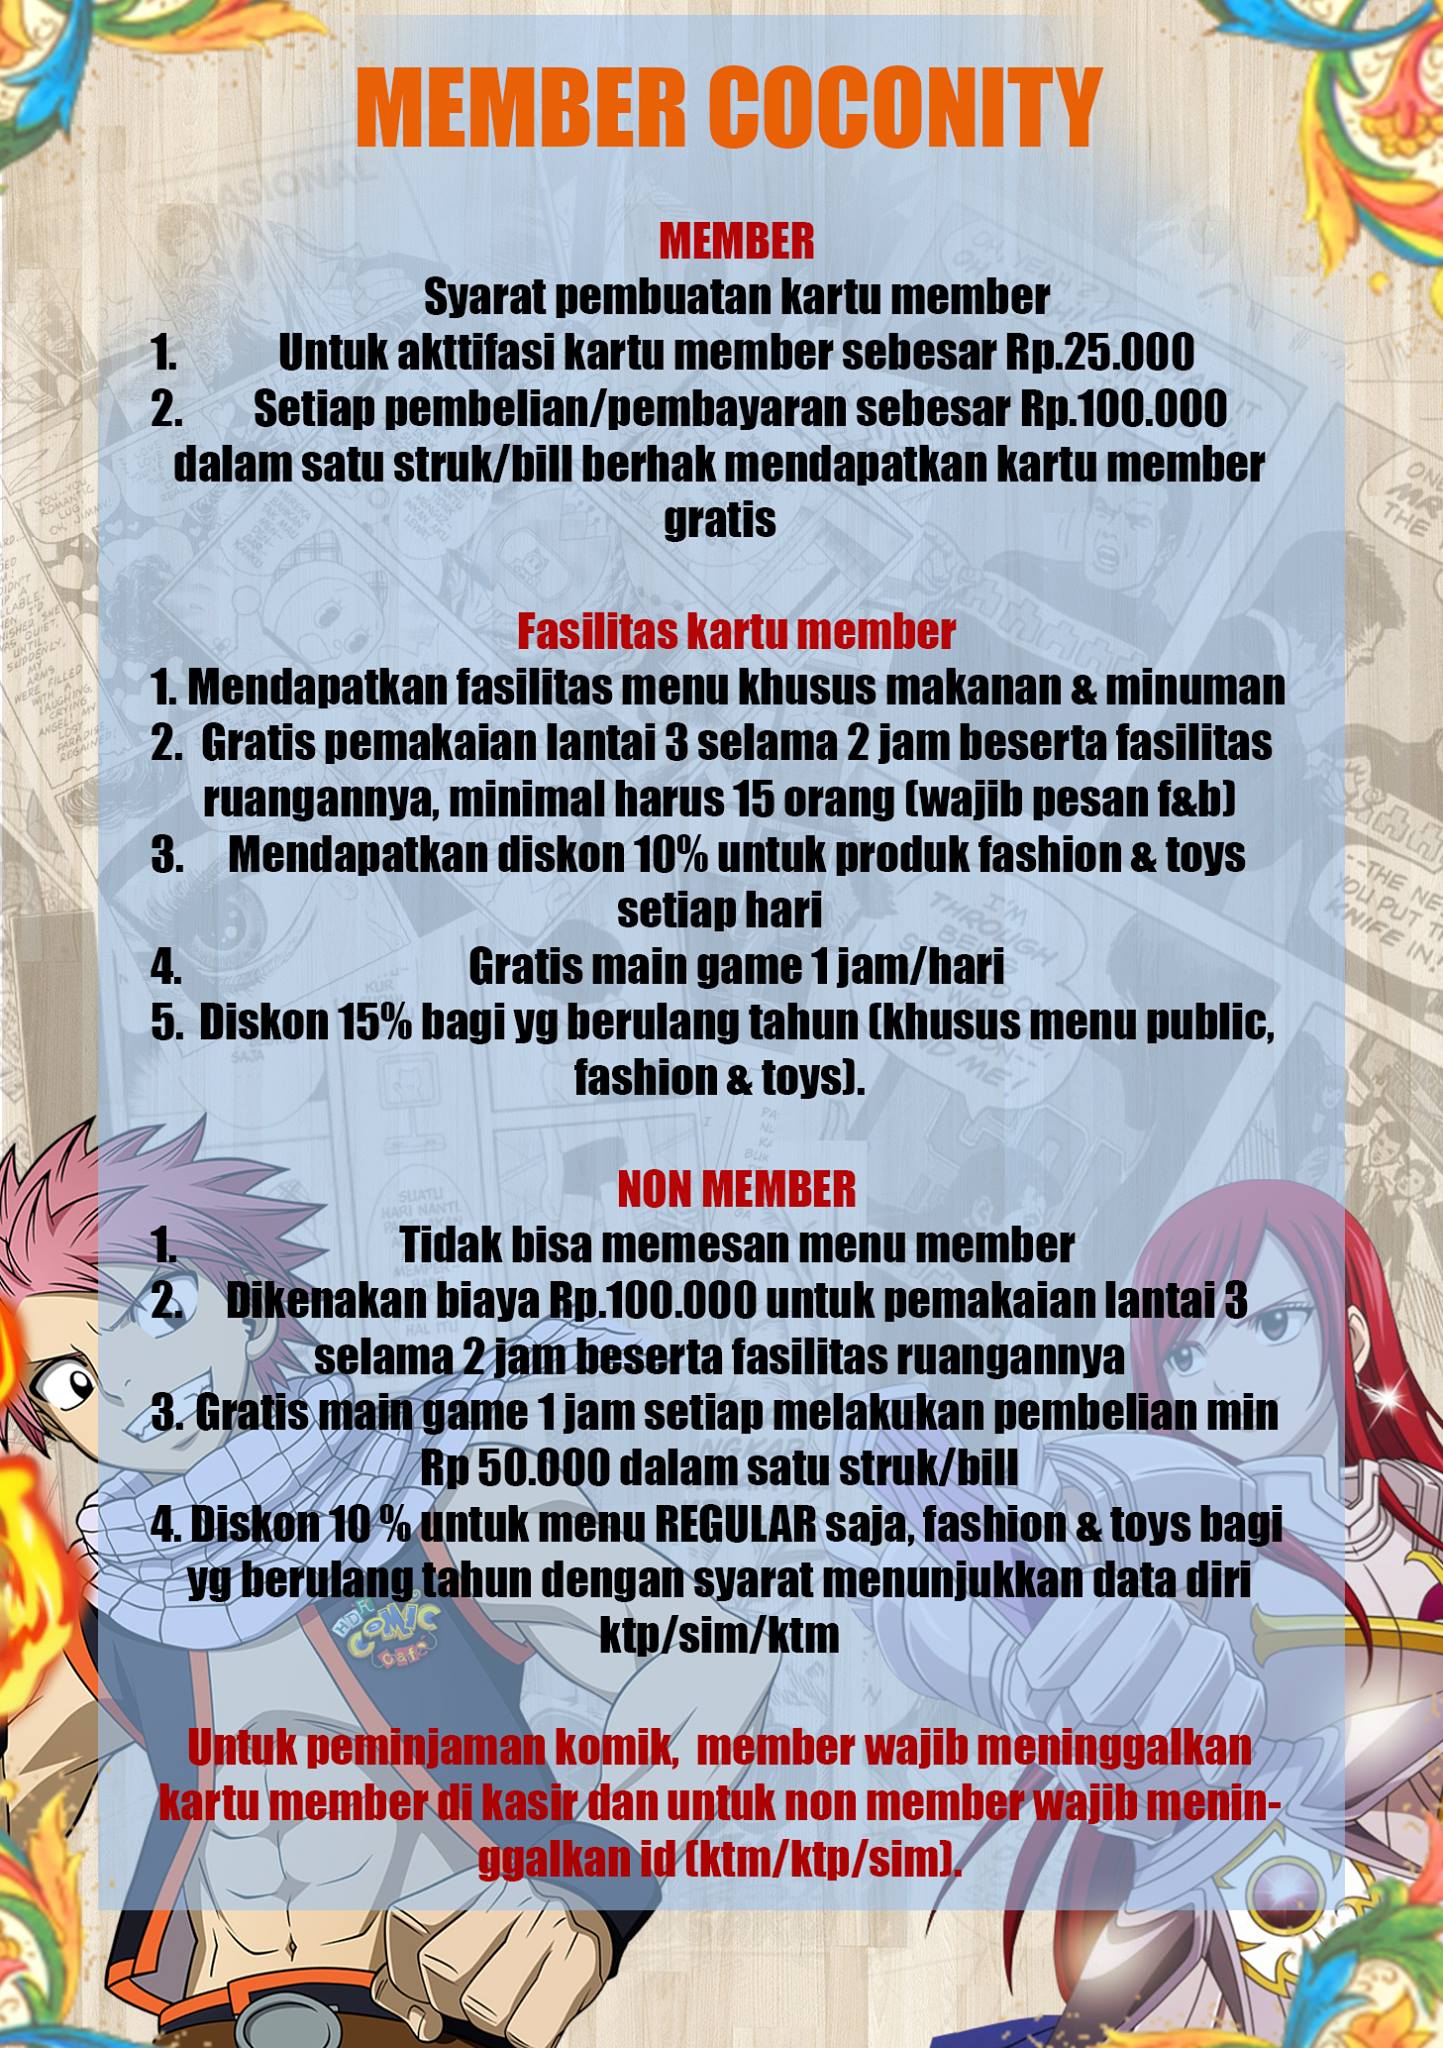 MEMBER COCONITY
MEMBER
Syarat pembuatan kartu member
1. Untuk akttifasi kartu member sebesar Rp.25.000
2. Setiap pembelian/pembayaran sebesar Rp.100.000
dalam satu struk/bill berhak mendapatkan kartu member
gratis
Fasilitas kartu member
1. Mendapatkan fasilitas menu khusus makanan & minuman
2. Gratis pemakaian lantai 3 selama 2 jam beserta fasilitas
ruangannya, minimal harus 15 orang (wajib pesan f&b)
3. Mendapatkan diskon 10% untuk produk fashion & toys
setiap hari
4. Gratis main game 1 jam/hari
5. Diskon 15% bagi yg berulang tahun (khusus menu public,
fashion & toys).
NON MEMBER
1. Tidak bisa memesan menu member
2. Dikenakan biaya Rp.100.000 untuk pemakaian lantai 3
selama 2 jam beserta fasilitas ruangannya
3. Gratis main game 1 jam setiap melakukan pembelian min
Rp 50.000 dalam satu struk/bill
4. Diskon 10 % untuk menu REGULAR saja, fashion & toys bagi
yg berulang tahun dengan syarat menunjukkan data diri
ktp/sim/ktm
COMIC
Cafe
Untuk peminjaman komik, member wajib meninggalkan
kartu member di kasir dan untuk non member wajib menin-
ggalkan id (ktm/ktp/sim).